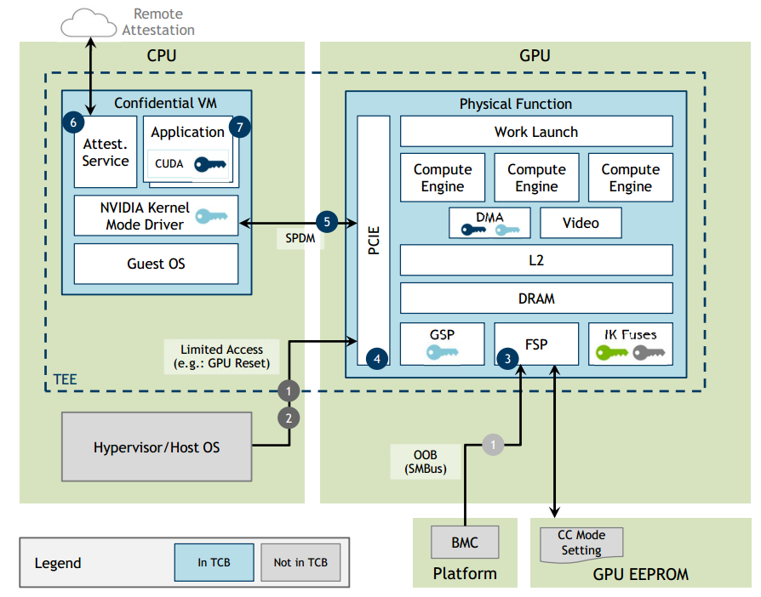 Remote
Attestation
CPU
GPU
Confidential VM
6
Attest.
Service
Application
7
CUDA
NVIDIA Kernel
Mode Driver
Guest OS
5
SPDM
Physical Function
PCIE
4
Work Launch
Compute
Engine
Compute
Engine
Compute
Engine
DMA
Video
L2
DRAM
GSP
FSP
3
IK Fuses
Limited Access
(e.g.: GPU Reset)
TEE
1
2
Hypervisor/Host OS
OOB
(SMBus)
1
BMC
Platform
CC Mode
Setting
GPU EEPROM
Legend
In TCB
Not in TCB